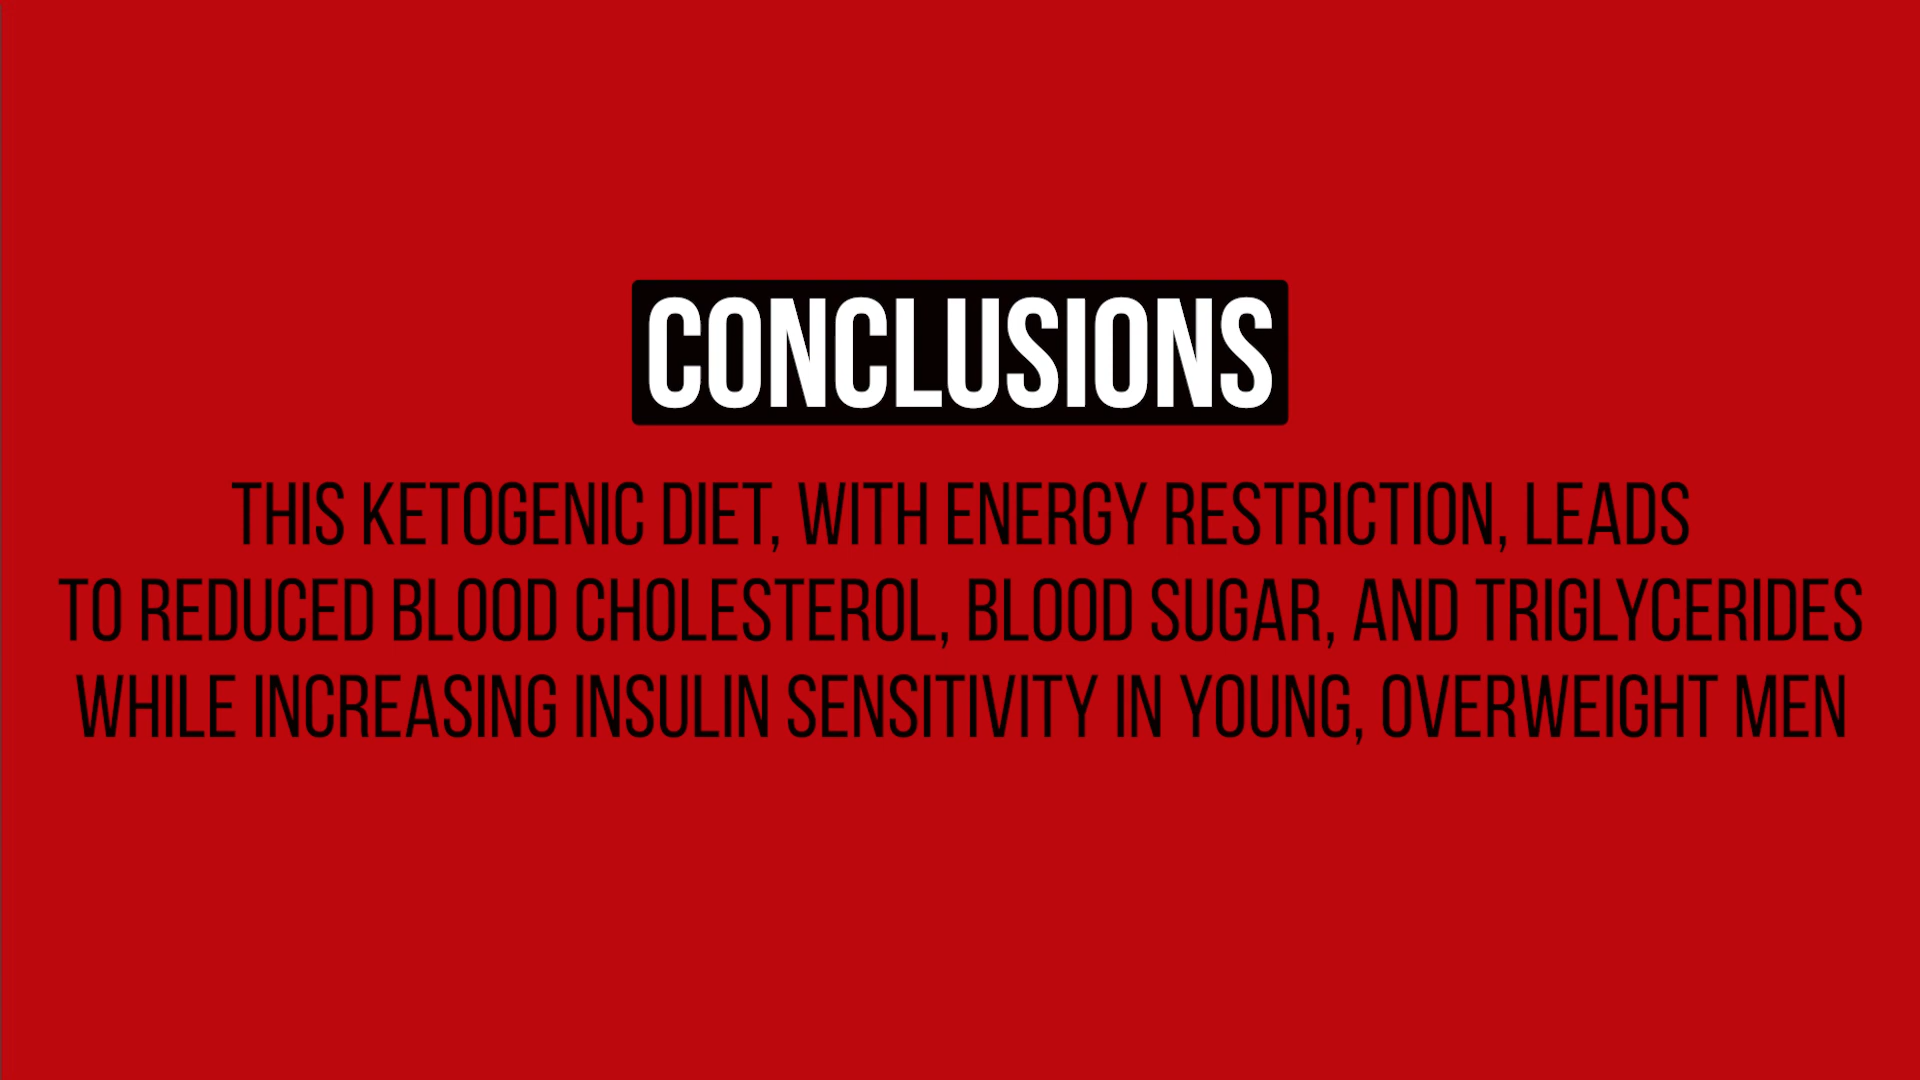 CONCLUSIONS
THIS KETOGENIC DIET, WITH ENERGY RESTRICTION, LEADS
TO REDUCED BLOOD CHOLESTEROL, BLOOD SUGAR, AND TRIGLYCERIDES
WHILE INCREASING INSULIN SENSITIVITY IN YOUNG, OVERWEIGHT MEN